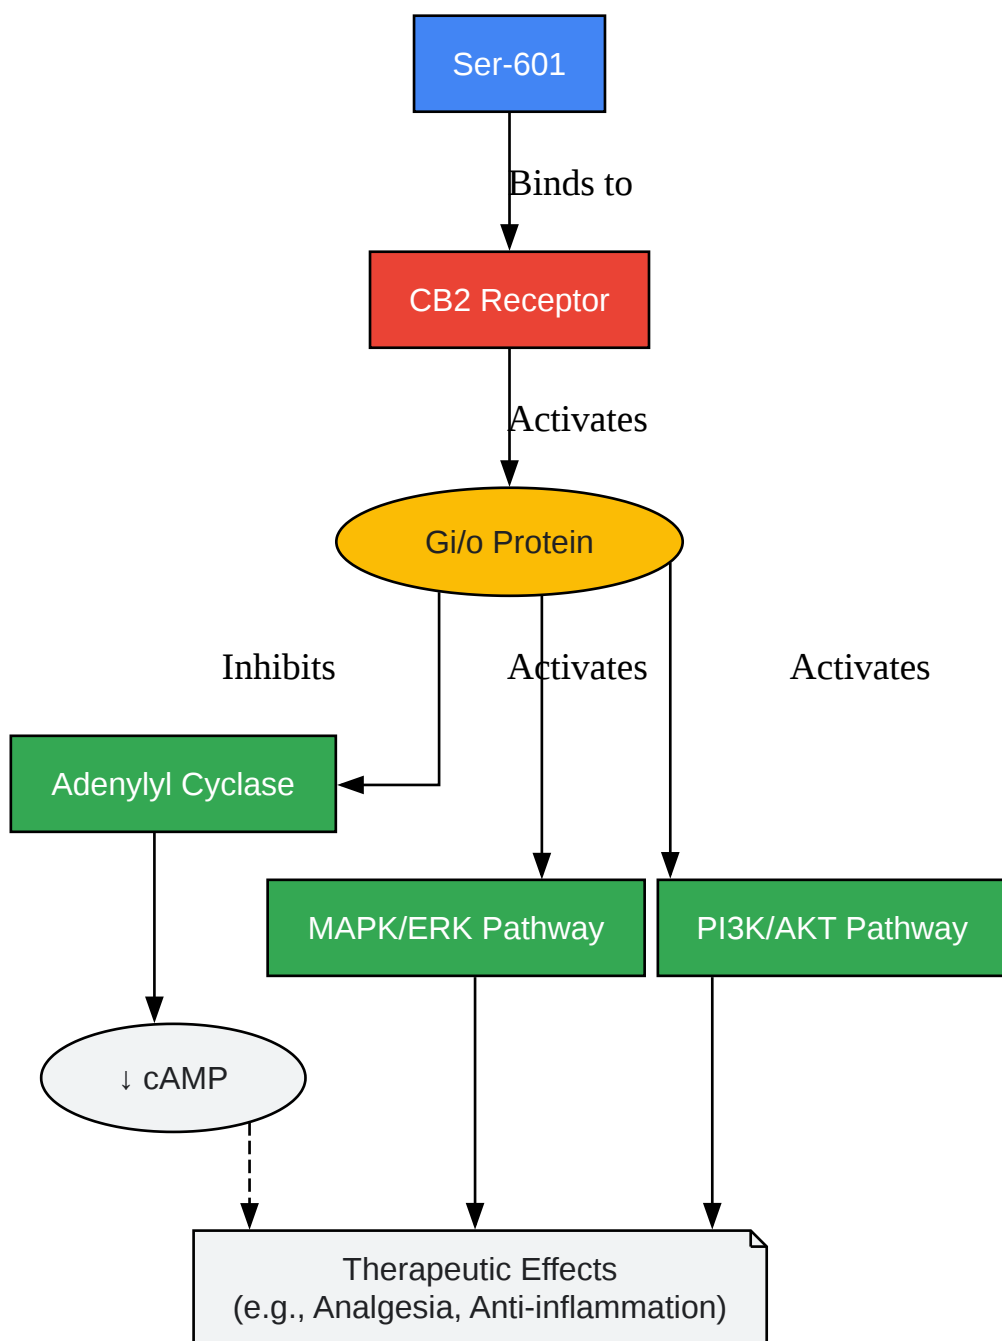 Ser-601
Binds to
CB2 Receptor
Activates
Gi/o Protein
Inhibits
Activates
Activates
Adenylyl Cyclase
MAPK/ERK Pathway
PI3K/AKT Pathway
↓ cAMP
Therapeutic Effects
(e.g., Analgesia, Anti-inflammation)